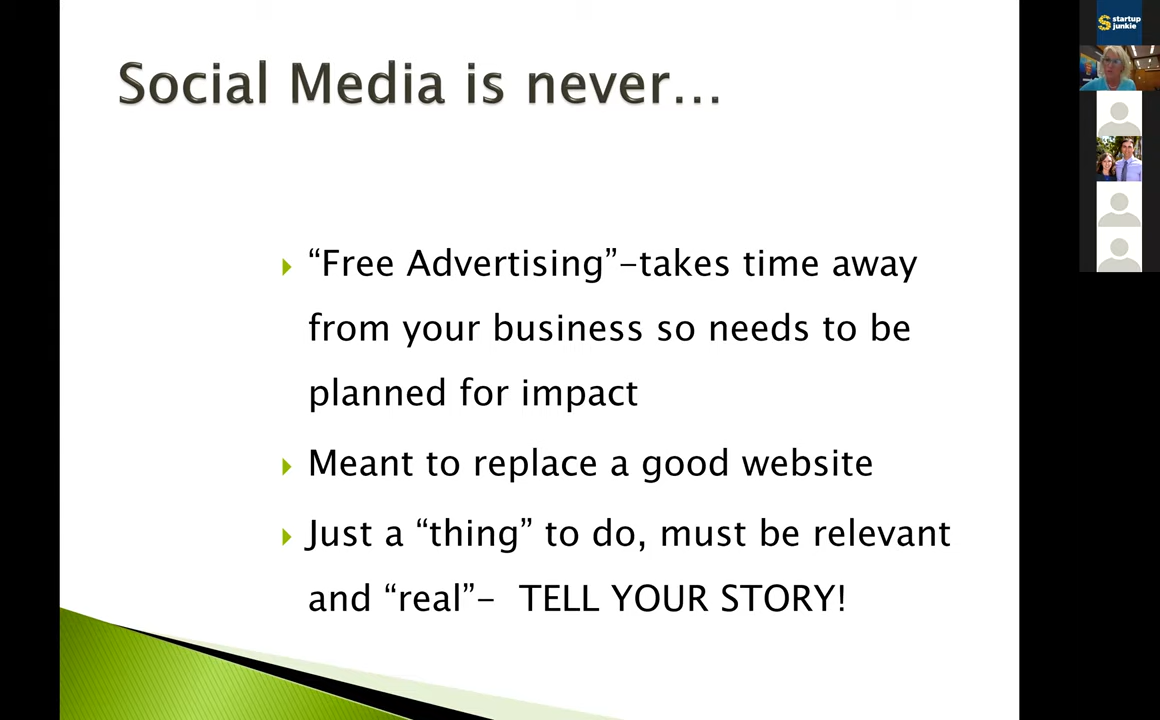 Social Media is never...
“Free Advertising”-takes time away
from your business so needs to be
planned for impact
Meant to replace a good website
Just a “thing” to do, must be relevant
and “real”-  TELL YOUR STORY!
startup
junkie